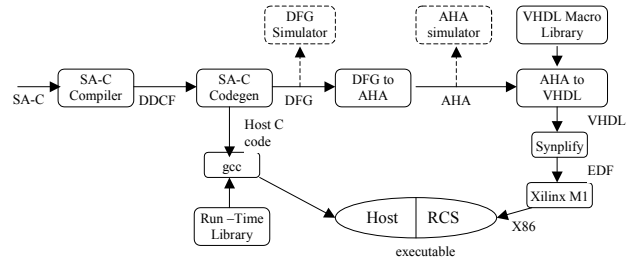 DFG
Simulator
AHA
simulator
VHDL Macro
Library
SA-C
SA-C
Compiler
DDCF
SA-C
Codegen
DFG
DFG to
AHA
AHA
AHA to
VHDL
Host C
code
VHDL
gcc
Synplify
EDF
Run –Time
Library
Host
RCS
Xilinx M1
X86
executable